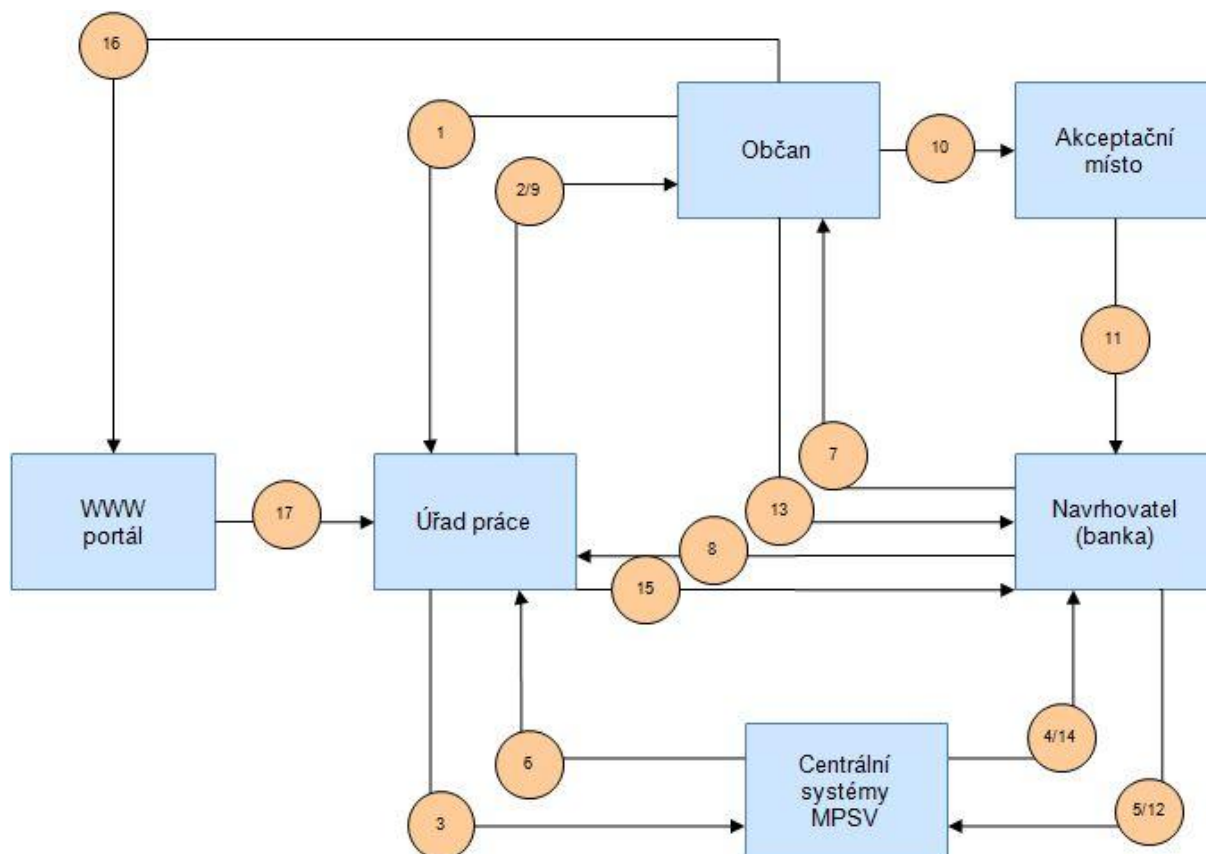 16
1
Občan
10
Akceptační
místo
2/9
11
7
WWW
portál
17
Úřad práce
13
Navrhovatel
(banka)
8
15
6
Centrální
systémy
MPSV
4/14
3
5/12